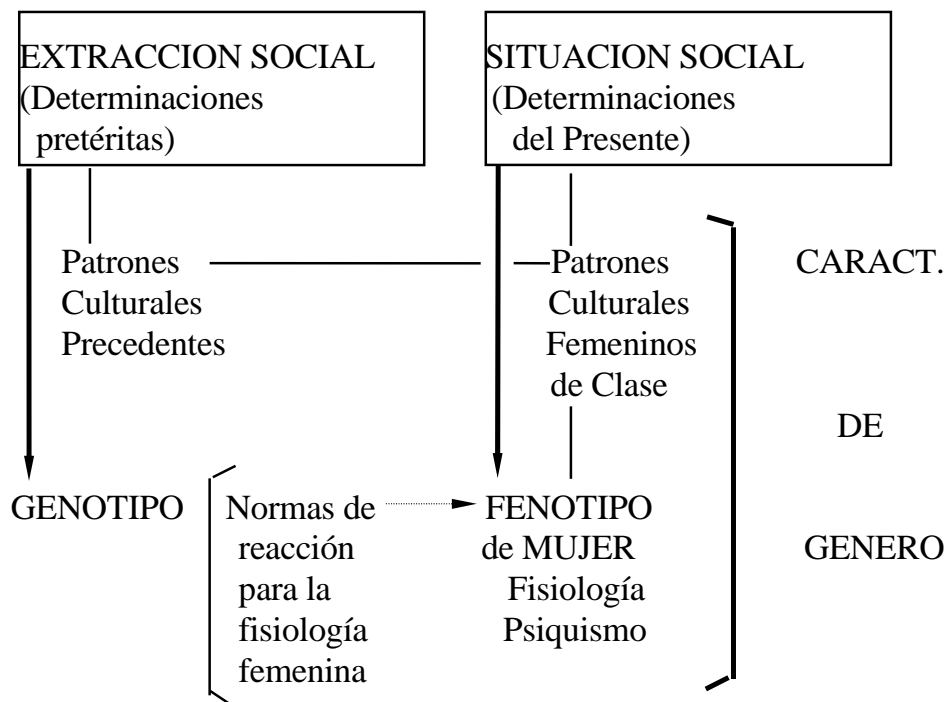 EXTRACCION SOCIAL
(Determinaciones
pretéritas)
SITUACION SOCIAL
(Determinaciones
del Presente)
Patrones
Culturales
Precedentes
Patrones
Culturales
Femeninos
de Clase
CARACT.
DE
GENERO
GENOTIPO
Normas de
reacción
para la
fisiología
femenina
FENOTIPO
de MUJER
Fisiología
Psiquismo